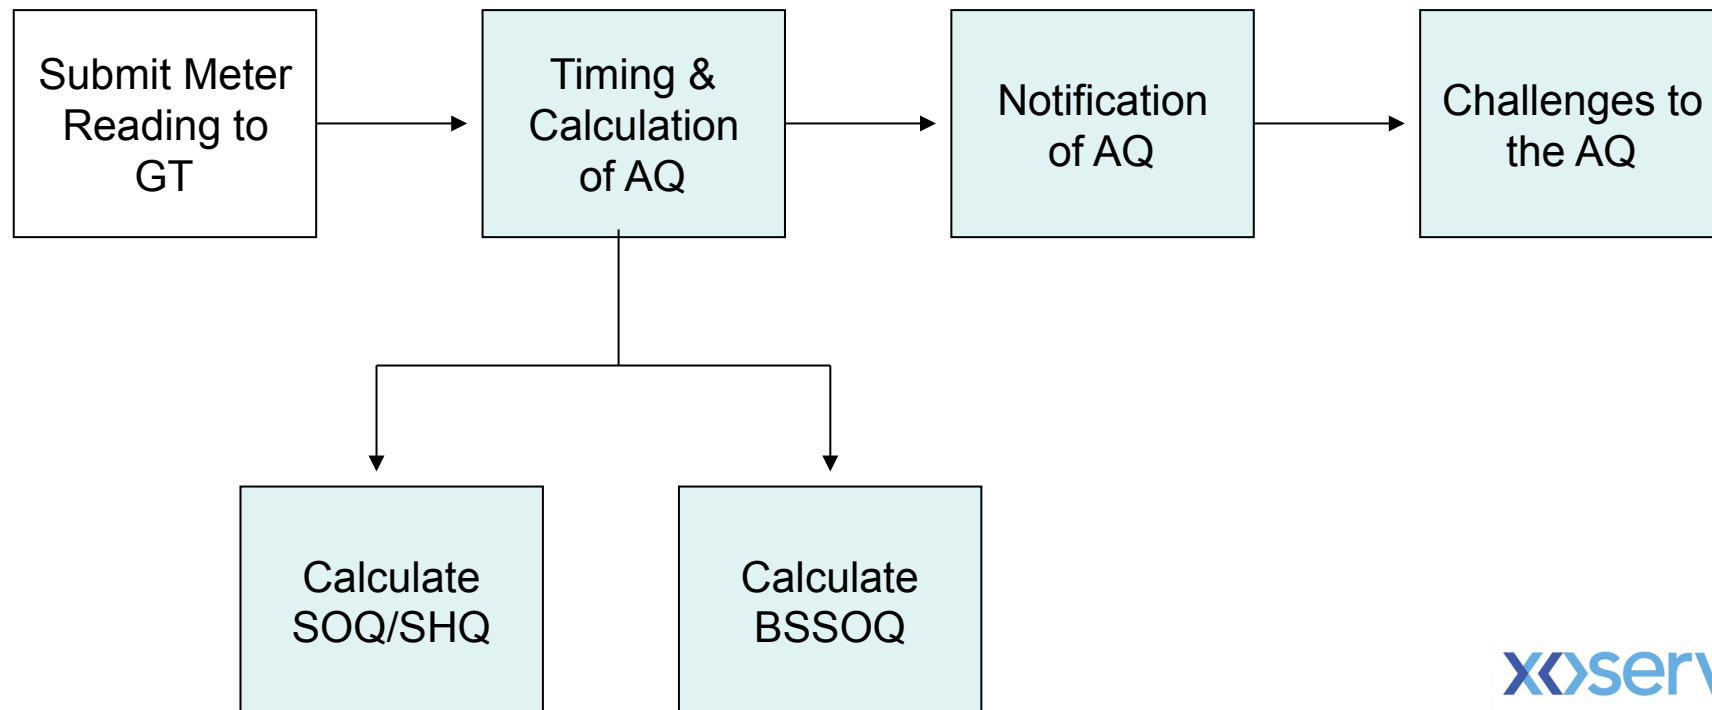 Submit Meter
Reading to
GT
Timing &
Calculation
of AQ
Notification
of AQ
Challenges to
the AQ
Calculate
SOQ/SHQ
Calculate
BSSOQ
xoserv